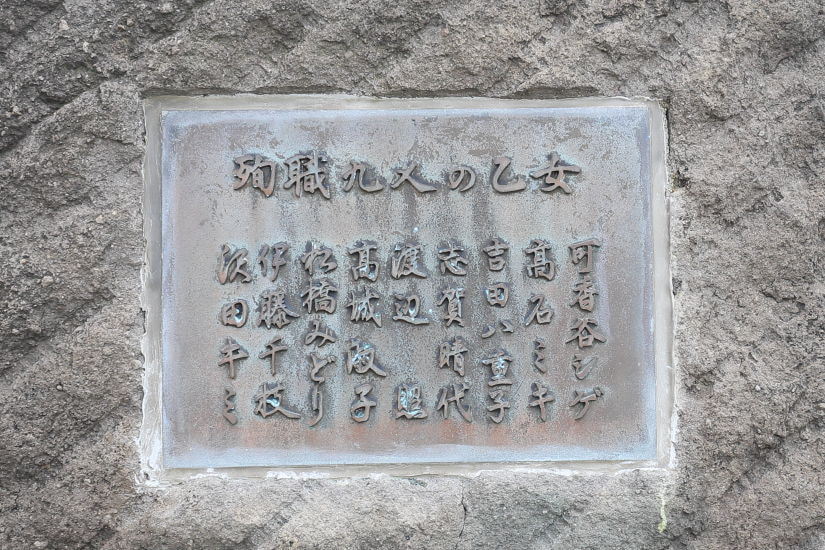 殉職九人の乙女
可香谷シゲ
高石ミキ
吉田八重子
志賀晴代
渡辺照
高城淑子
松橋みどり
伊藤千枝
沢田キミ